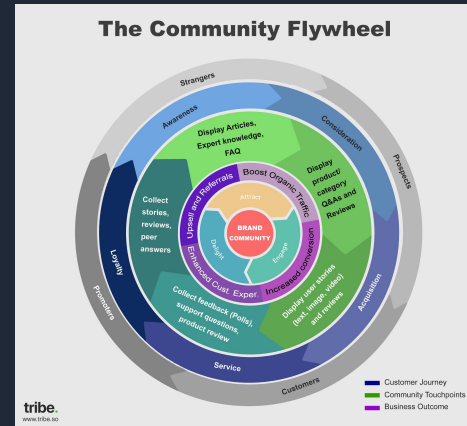 The Community Flywheel
Strangers
Prospects
Customers
Promoters
Awareness
Consideration
Acquisition
Service
Loyalty
Display Articles,
Expert knowledge,
FAQ
Display
product/
category
Q&As and
Reviews
Display user stories
(text, image, video)
and reviews
Collect feedback (Polls),
support questions,
product review
Collect
stories,
reviews,
peer
answers
Boost Organic Traffic
Increased conversion
Enhanced Cust. Exper.
Upsell and Referrals
Attract
Engage
Delight
BRAND
COMMUNITY
Customer Journey
Community Touchpoints
Business Outcome
tribe.
www.tribe.so